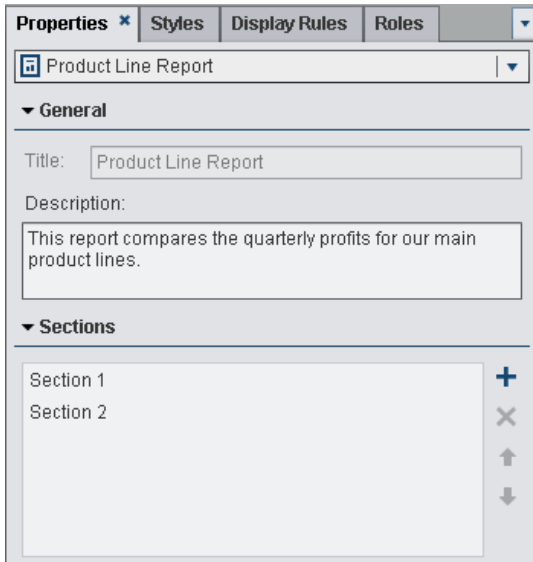 Properties Styles Display Rules Roles
Product Line Report
General
Title: Product Line Report
Description:
This report compares the quarterly profits for our main
product lines.
Sections
Section 1
Section 2